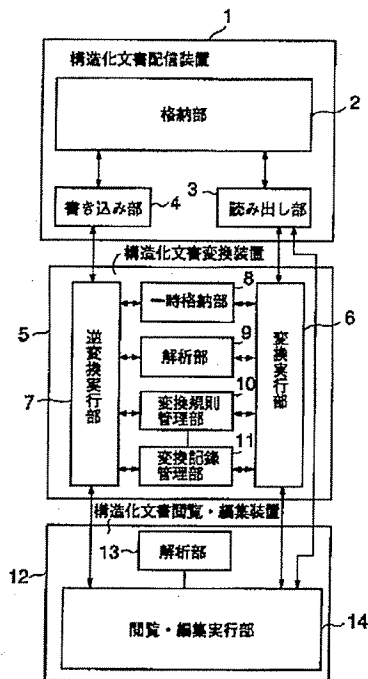 1
構造化文書配信装置
格納部
2
書き込み部
4
3
読み出し部
構造化文書変換装置
5
逆変換実行部
7
一時格納部
8
解析部
9
変換規則
管理部
10
変換記録
管理部
11
変換実行部
6
構造化文書閲覧・編集装置
12
13
解析部
閲覧・編集実行部
14